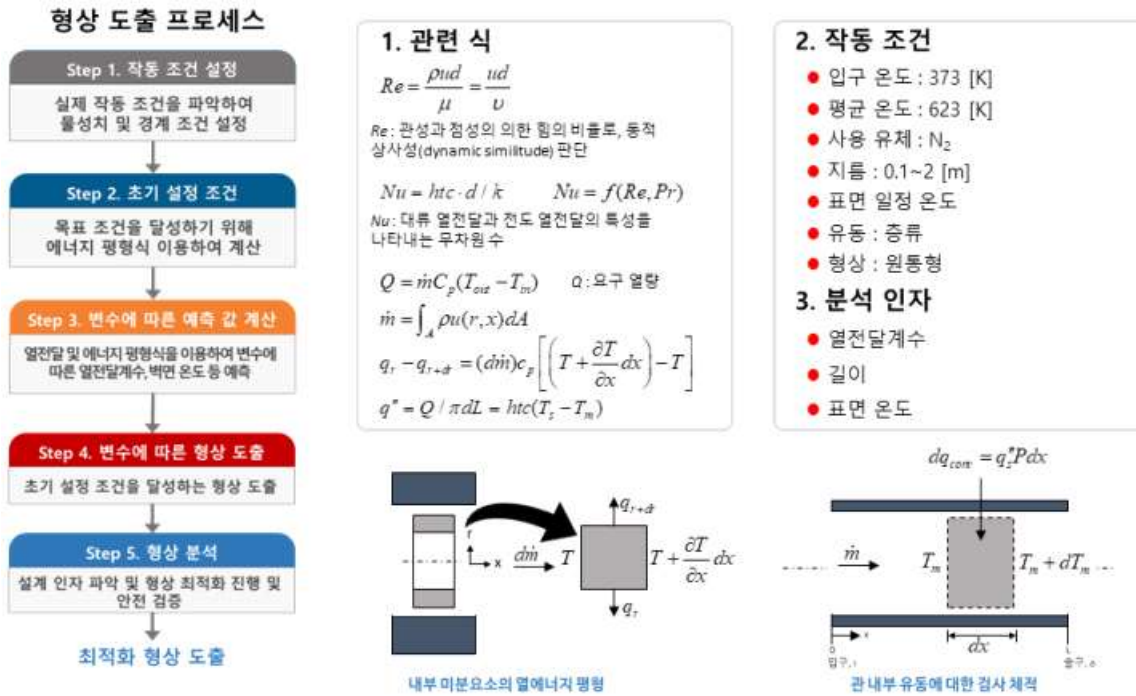 형상 도출 프로세스
Step 1. 작동 조건 설정
실제 작동 조건을 파악하여
물성치 및 경계 조건 설정
Step 2. 초기 설정 조건
목표 조건을 달성하기 위해
에너지 평형식 이용하여 계산
Step 3. 변수에 따른 예측 값 계산
열전달 및 에너지 평형식을 이용하여 변수에
따른 열전달계수, 벽면 온도 등 예측
Step 4. 변수에 따른 형상 도출
초기 설정 조건을 달성하는 형상 도출
Step 5. 형상 분석
설계 인자 파악 및 형상 최적화 진행 및
안전 검증
최적화 형상 도출
1. 관련 식
Re = ρud / μ = ud / υ
Re : 관성과 점성의 의한 힘의 비율로, 동적
상사성(dynamic similitude) 판단
Nu = htc · d / k Nu = f(Re, Pr)
Nu : 대류 열전달과 전도 열전달의 특성을
나타내는 무차원 수
Q = ṁC_p(T_out − T_in) Q : 요구 열량
ṁ = ∫_A ρu(r, x)dA
q_r − q_{r+dr} = (dṁ)c_p[(T + ∂T/∂x dx) − T]
q" = Q / πdL = htc(T_s − T_m)
2. 작동 조건
● 입구 온도 : 373 [K]
● 평균 온도 : 623 [K]
● 사용 유체 : N₂
● 지름 : 0.1~2 [m]
● 표면 일정 온도
● 유동 : 층류
● 형상 : 원통형
3. 분석 인자
● 열전달계수
● 길이
● 표면 온도
r
x
dṁ
T
q_{r+dr}
T + ∂T/∂x dx
q_r
내부 미분요소의 열에너지 평형
dq_conv = q_s"Pdx
ṁ
T_m
T_m + dT_m
dx
0
x
L
입구, i
출구, o
관 내부 유동에 대한 검사 체적